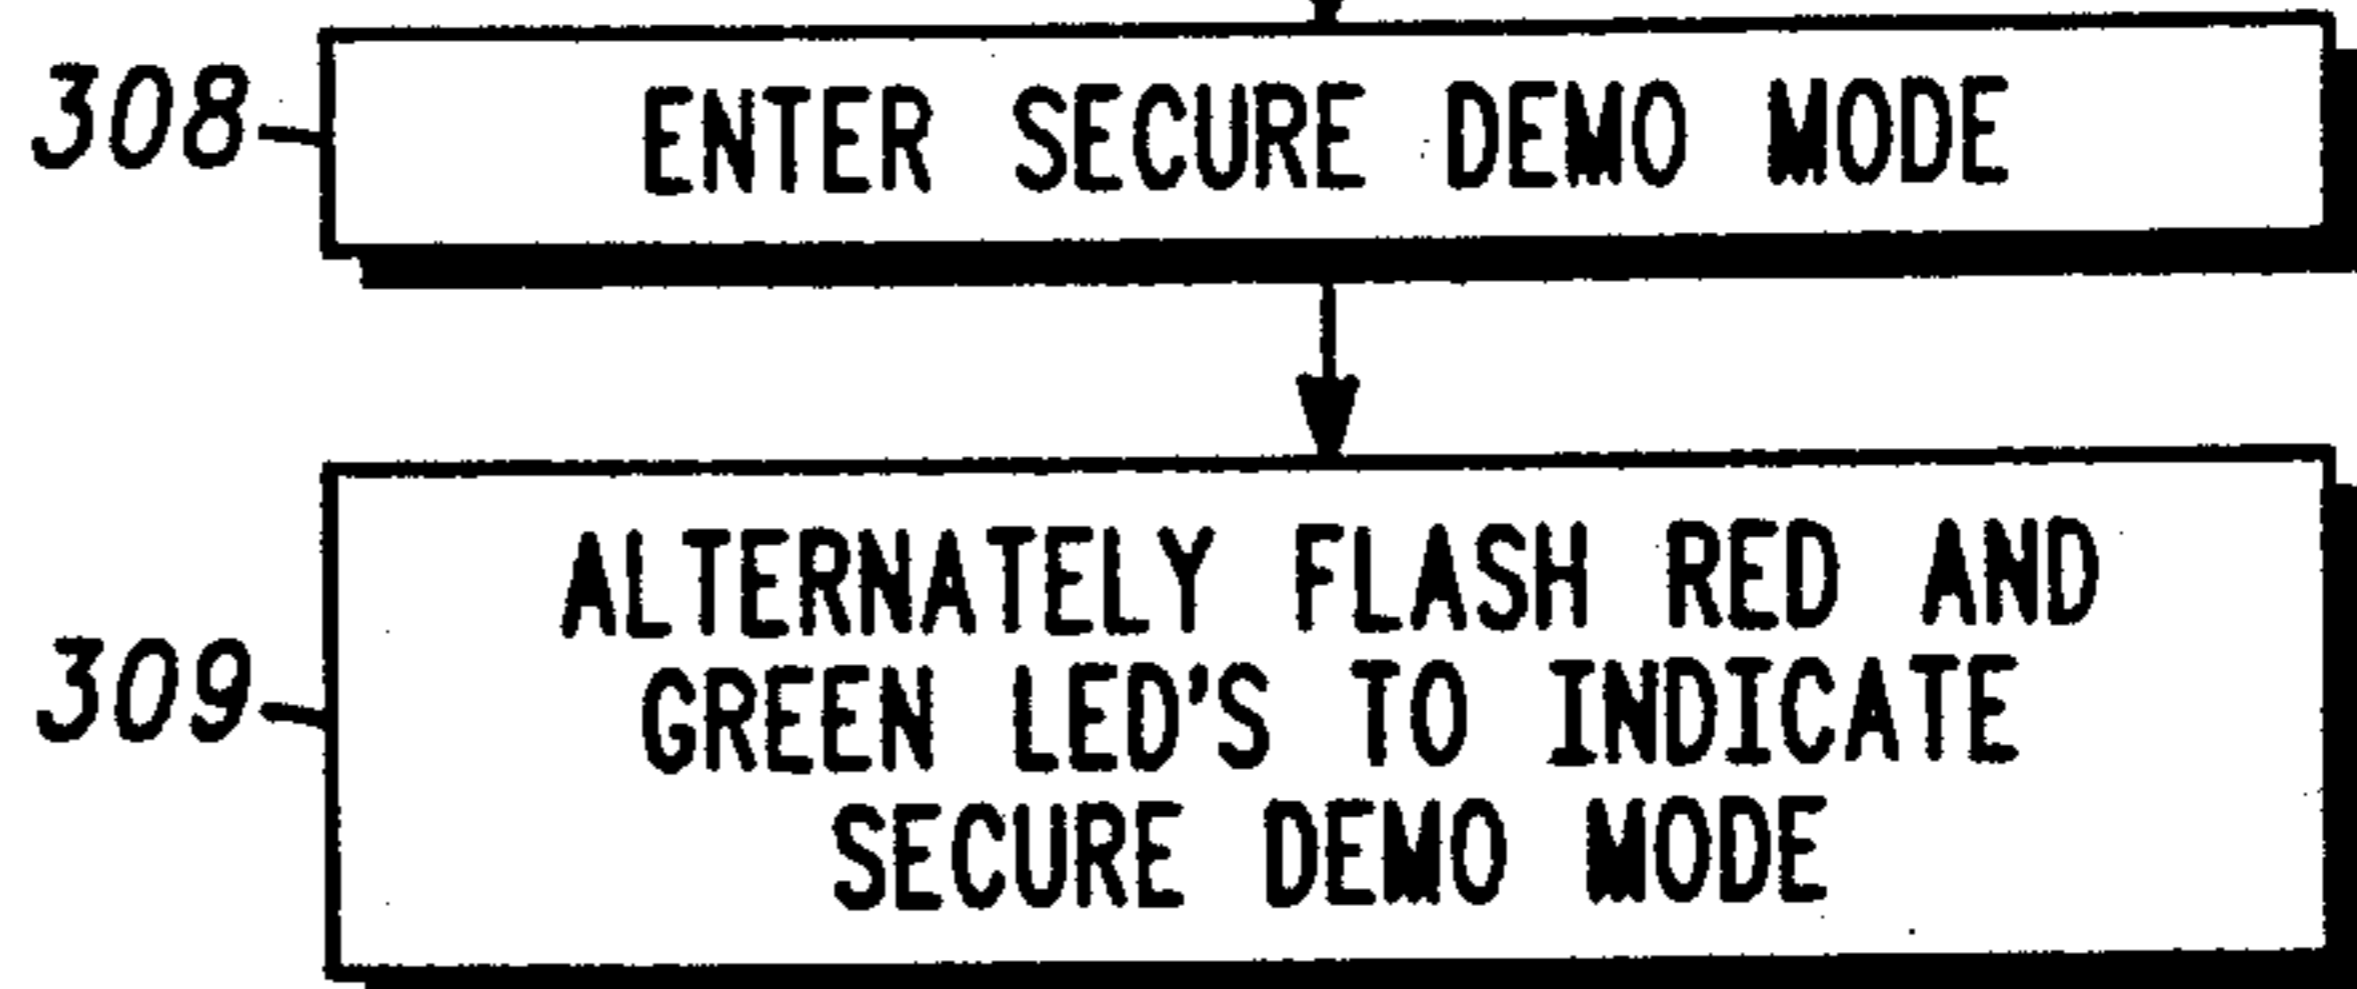 308
ENTER SECURE DEMO MODE
309
ALTERNATELY FLASH RED AND
GREEN LED'S TO INDICATE
SECURE DEMO MODE